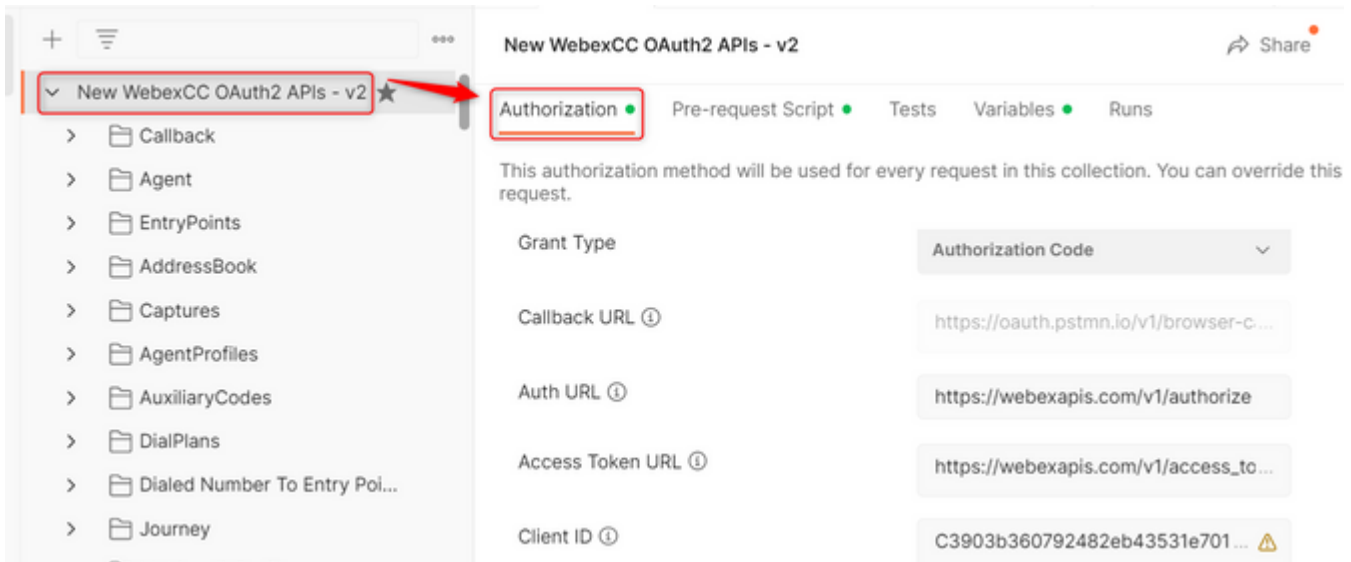 New WebexCC OAuth2 APIs - v2
Callback
Agent
EntryPoints
AddressBook
Captures
AgentProfiles
AuxiliaryCodes
DialPlans
Dialed Number To Entry Poi...
Journey
New WebexCC OAuth2 APIs - v2
Share
Authorization
Pre-request Script
Tests
Variables
Runs
This authorization method will be used for every request in this collection. You can override this
request.
Grant Type
Authorization Code
Callback URL
https://oauth.pstmn.io/v1/browser-c...
Auth URL
https://webexapis.com/v1/authorize
Access Token URL
https://webexapis.com/v1/access_to...
Client ID
C3903b360792482eb43531e701...